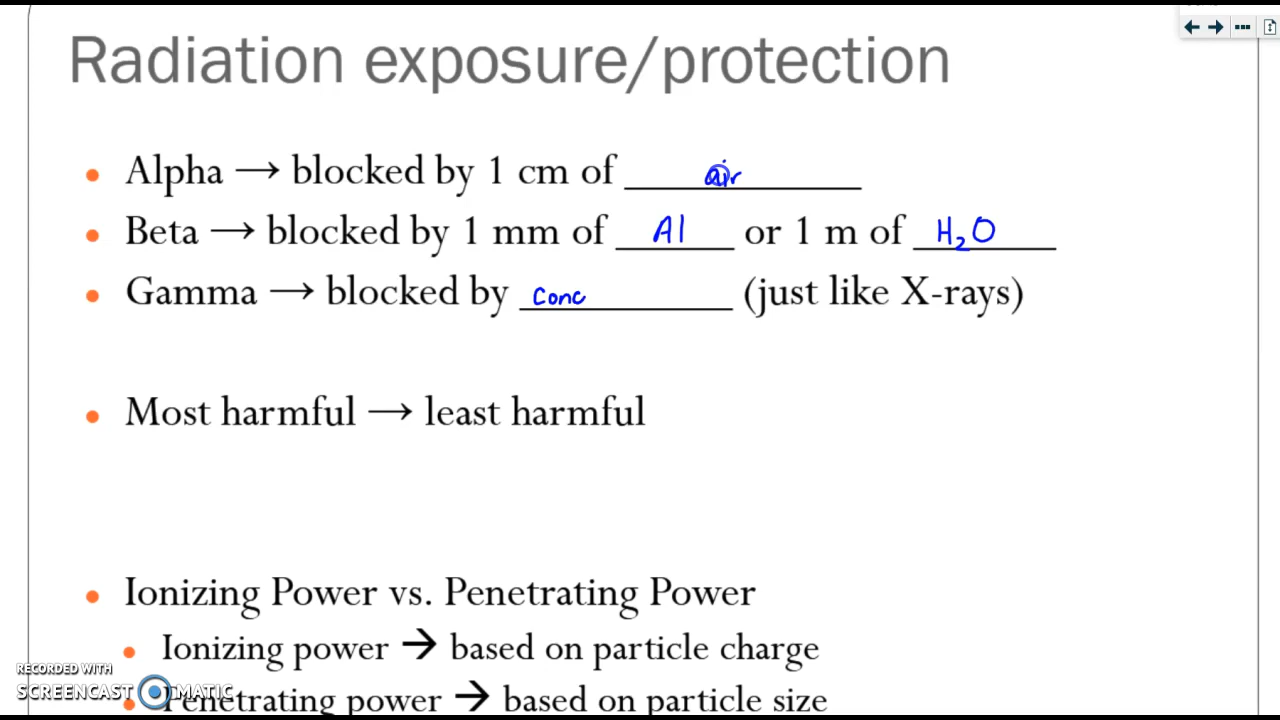 Radiation exposure/protection
• Alpha → blocked by 1 cm of air
• Beta → blocked by 1 mm of Al or 1 m of H₂O
• Gamma → blocked by conc (just like X-rays)
• Most harmful → least harmful
• Ionizing Power vs. Penetrating Power
• Ionizing power → based on particle charge
• Penetrating power → based on particle size
RECORDED WITH
SCREENCAST MATIC